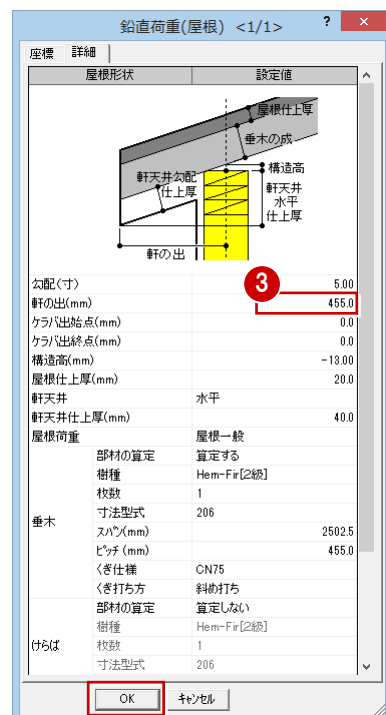 鉛直荷重(屋根) <1/1>
?
×
座標 詳細
屋根形状 設定値
屋根仕上厚
垂木の成
構造高
軒天井勾配
仕上厚
軒天井
水平
仕上厚
軒の出
3
勾配(寸) 5.00
軒の出(mm) 455.0
ケラバ出始点(mm) 0.0
ケラバ出終点(mm) 0.0
構造高(mm) -13.00
屋根仕上厚(mm) 20.0
軒天井 水平
軒天井仕上厚(mm) 40.0
屋根荷重 屋根一般
垂木
部材の算定 算定する
樹種 Hem-Fir[2級]
枚数 1
寸法型式 206
スパン(mm) 2502.5
ピッチ(mm) 455.0
くぎ仕様 CN75
くぎ打ち方 斜め打ち
けらば
部材の算定 算定しない
樹種 Hem-Fir[2級]
枚数 1
寸法型式 206
OK キャンセル